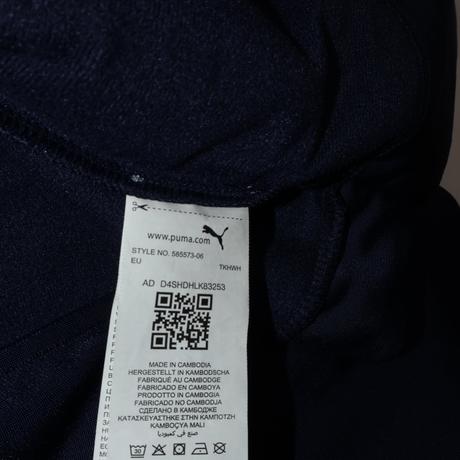 www.puma.com
STYLE NO. 565573-06
EU TKHWH
AD D4SHDHLK83253
MADE IN CAMBODIA
HERGESTELLT IN KAMBODSCHA
FABRIQUÉ AU CAMBODGE
FABRICADO EN CAMBOYA
PRODOTTO IN CAMBOGIA
FABRICADO NO CAMBOJA
СДЕЛАНО В КАМБОДЖЕ
ΚΑΤΑΣΚΕΥΑΣΤΗΚΕ ΣΤΗΝ ΚΑΜΠΟΤΖΗ
KAMBOÇYA MALI
صنع في كمبوديا
30